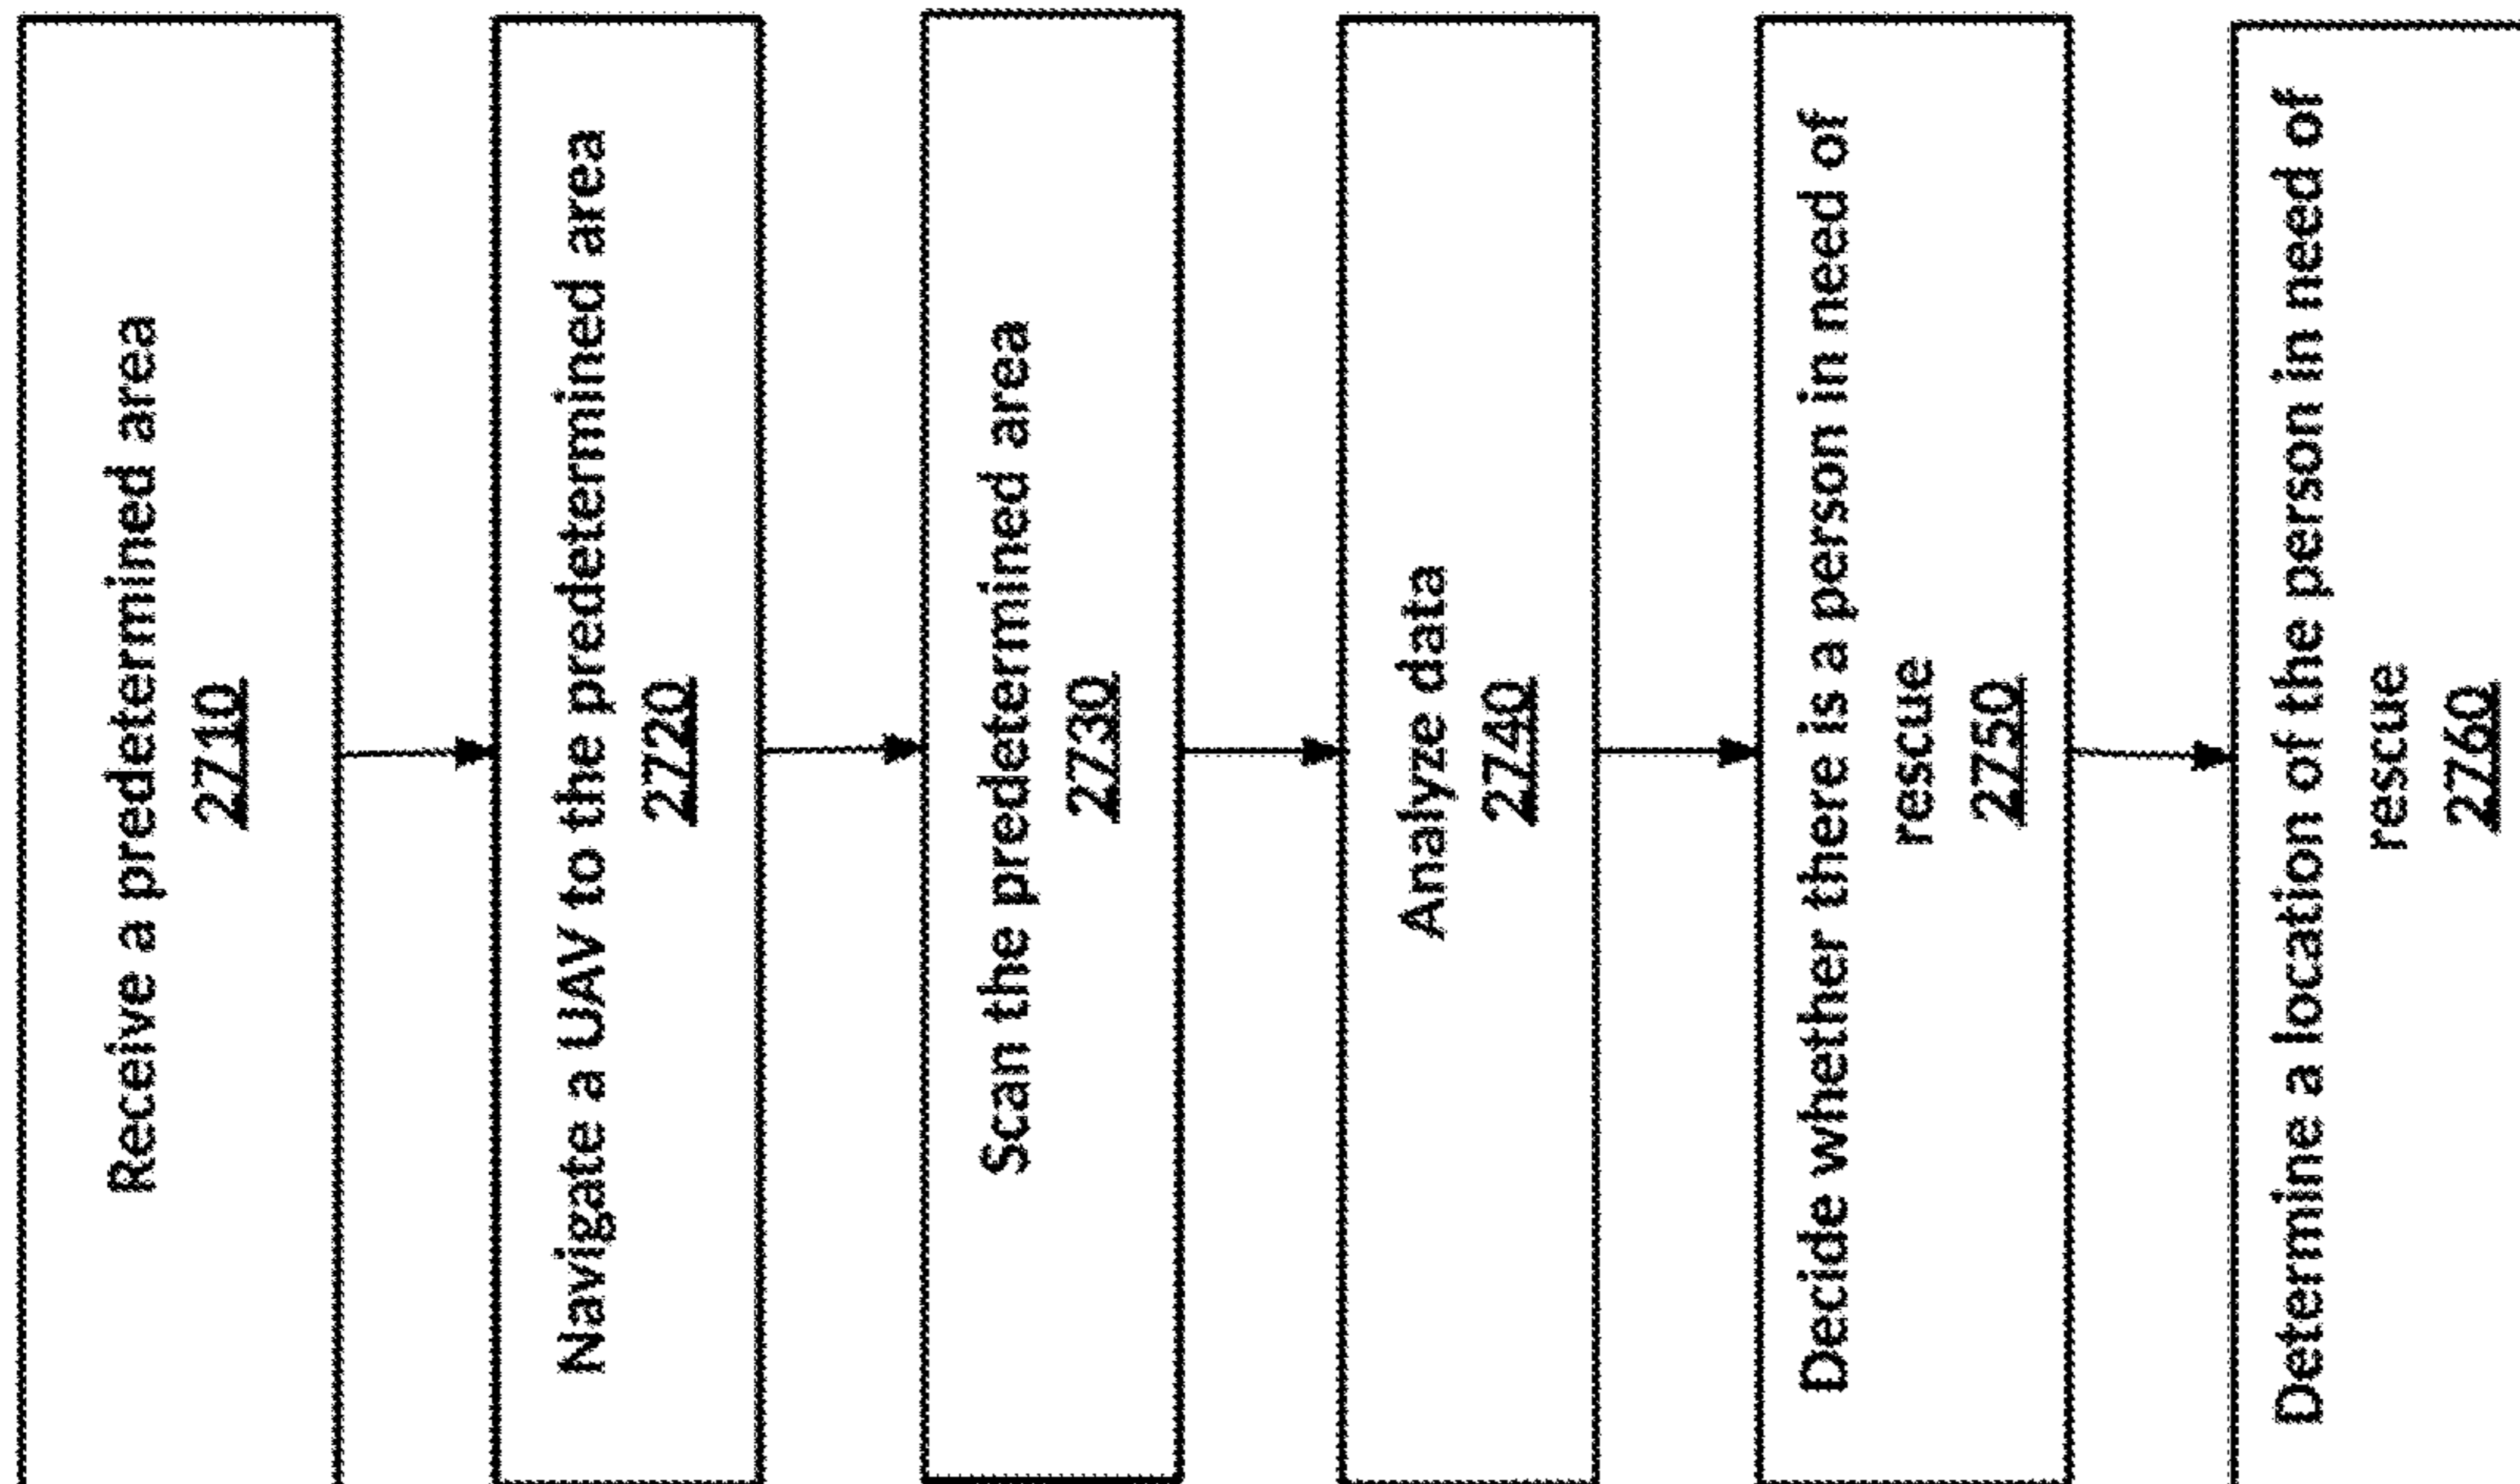 Receive a predetermined area
2710
Navigate a UAV to the predetermined area
2720
Scan the predetermined area
2730
Analyze data
2740
Decide whether there is a person in need of
rescue
2750
Determine a location of the person in need of
rescue
2760